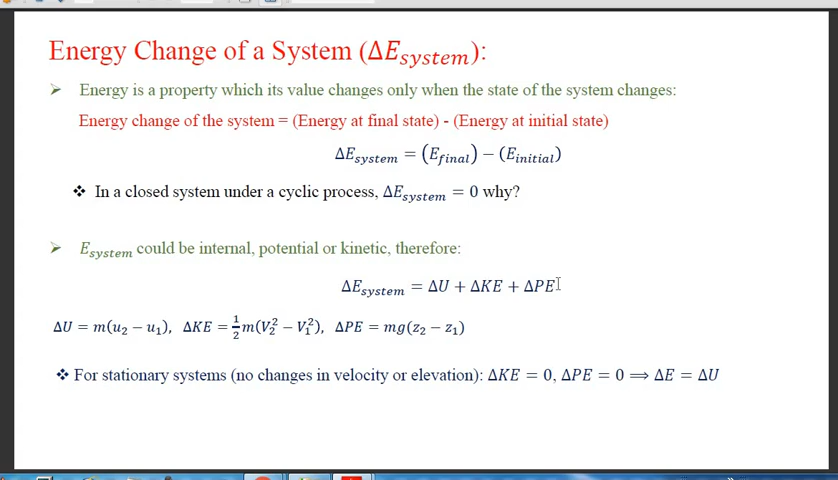 Energy Change of a System (ΔE_system):
➢ Energy is a property which its value changes only when the state of the system changes:
Energy change of the system = (Energy at final state) - (Energy at initial state)
ΔE_system = (E_final) − (E_initial)
❖ In a closed system under a cyclic process, ΔE_system = 0 why?
➢ E_system could be internal, potential or kinetic, therefore:
ΔE_system = ΔU + ΔKE + ΔPE
ΔU = m(u₂ − u₁), ΔKE = ½m(V₂² − V₁²), ΔPE = mg(z₂ − z₁)
❖ For stationary systems (no changes in velocity or elevation): ΔKE = 0, ΔPE = 0 ⟹ ΔE = ΔU